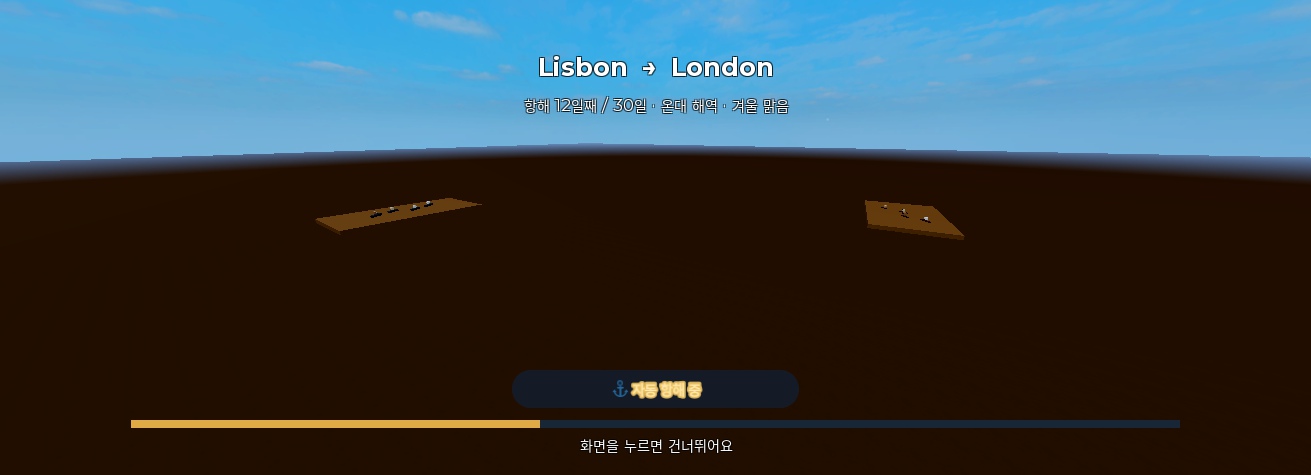 Lisbon → London
항해 12일째 / 30일 · 온대 해역 · 겨울 맑음
⚓ 자동 항해 중
화면을 누르면 건너뛰어요